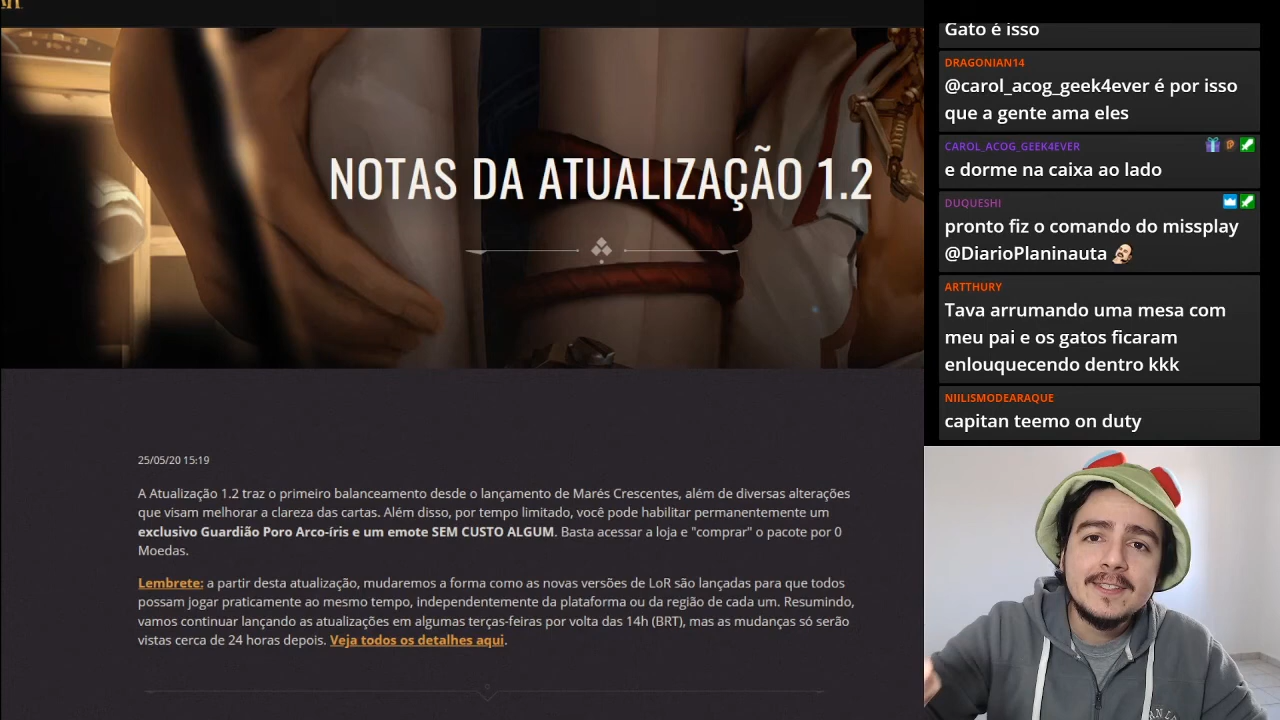 NOTAS DA ATUALIZAÇÃO 1.2
25/05/20 15:19
A Atualização 1.2 traz o primeiro balanceamento desde o lançamento de Marés Crescentes, além de diversas alterações
que visam melhorar a clareza das cartas. Além disso, por tempo limitado, você pode habilitar permanentemente um
exclusivo Guardião Poro Arco-íris e um emote SEM CUSTO ALGUM. Basta acessar a loja e "comprar" o pacote por 0
Moedas.
Lembrete: a partir desta atualização, mudaremos a forma como as novas versões de LoR são lançadas para que todos
possam jogar praticamente ao mesmo tempo, independentemente da plataforma ou da região de cada um. Resumindo,
vamos continuar lançando as atualizações em algumas terças-feiras por volta das 14h (BRT), mas as mudanças só serão
vistas cerca de 24 horas depois. Veja todos os detalhes aqui.
Gato é isso
DRAGONIAN14
@carol_acog_geek4ever é por isso
que a gente ama eles
CAROL_ACOG_GEEK4EVER
e dorme na caixa ao lado
DUQUESHI
pronto fiz o comando do missplay
@DiarioPlaninauta
ARTTHURY
Tava arrumando uma mesa com
meu pai e os gatos ficaram
enlouquecendo dentro kkk
NIILISMODEARAQUE
capitan teemo on duty